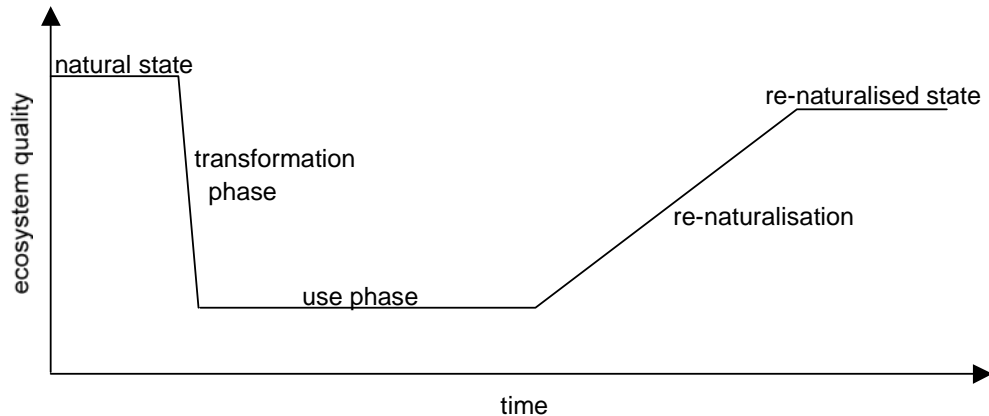 natural state
re-naturalised state
ecosystem quality
transformation
phase
re-naturalisation
use phase
time